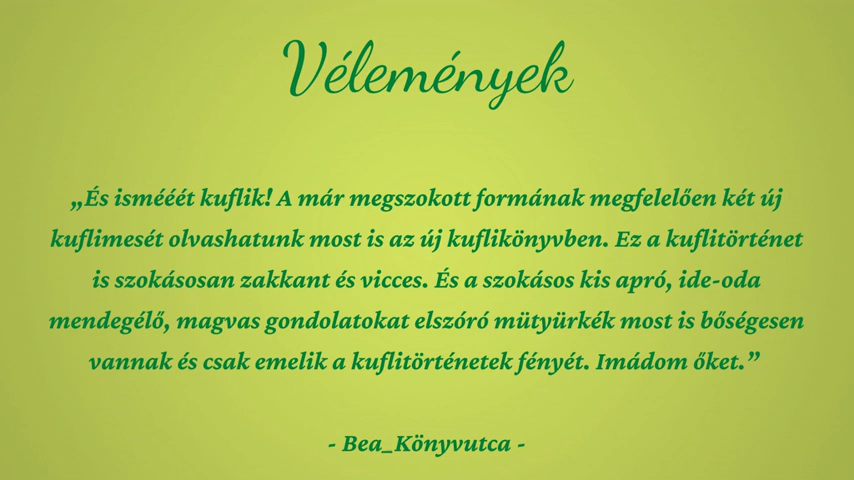 Vélemények
„És ismééét kuflik! A már megszokott formának megfelelően két új
kuflimesét olvashatunk most is az új kuflikönyvben. Ez a kuflitörténet
is szokásosan zakkant és vicces. És a szokásos kis apró, ide-oda
mendegélő, magvas gondolatokat elszóró mütyürkék most is bőségesen
vannak és csak emelik a kuflitörténetek fényét. Imádom őket.”
- Bea_Könyvutca -